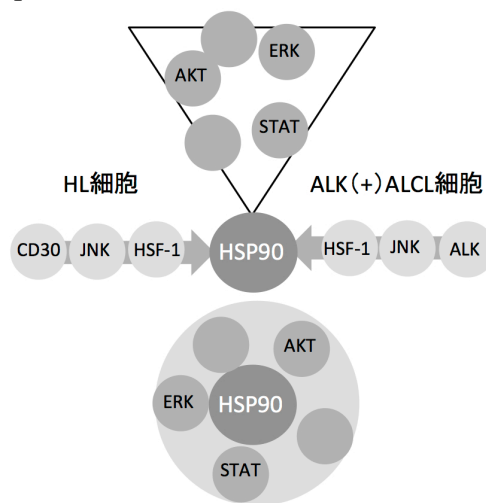 ERK
AKT
STAT
HL細胞
ALK(+)ALCL細胞
CD30 JNK HSF-1 HSP90 HSF-1 JNK ALK
AKT
ERK HSP90
STAT